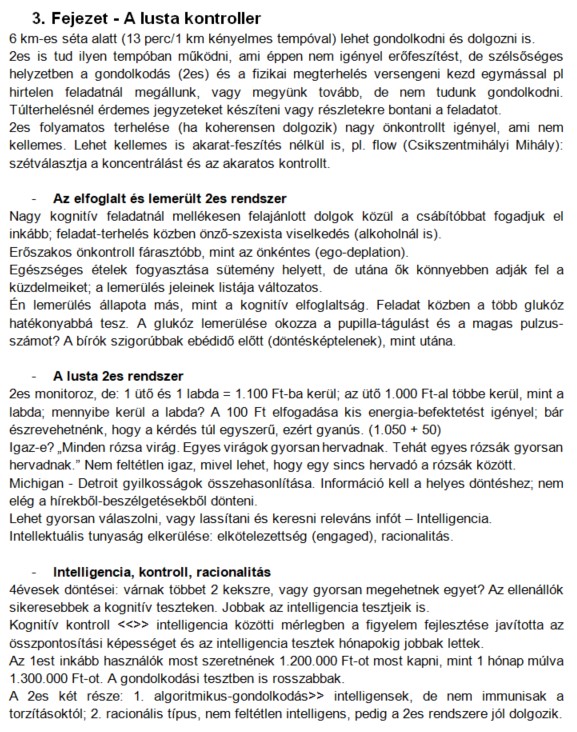 3. Fejezet - A lusta kontroller
6 km-es séta alatt (13 perc/1 km kényelmes tempóval) lehet gondolkodni és dolgozni is.
2es is tud ilyen tempóban működni, ami éppen nem igényel erőfeszítést, de szélsőséges
helyzetben a gondolkodás (2es) és a fizikai megterhelés versengeni kezd egymással pl
hirtelen feladatnál megállunk, vagy megyünk tovább, de nem tudunk gondolkodni.
Túlterhelésnél érdemes jegyzeteket készíteni vagy részletekre bontani a feladatot.
2es folyamatos terhelése (ha koherensen dolgozik) nagy önkontrollt igényel, ami nem
kellemes. Lehet kellemes is akarat-feszítés nélkül is, pl. flow (Csikszentmihályi Mihály):
szétválasztja a koncentrálást és az akaratos kontrollt.
- Az elfoglalt és lemerült 2es rendszer
Nagy kognitív feladatnál mellékesen felajánlott dolgok közül a csábítóbbat fogadjuk el
inkább; feladat-terhelés közben önző-szexista viselkedés (alkoholnál is).
Erőszakos önkontroll fárasztóbb, mint az önkéntes (ego-deplation).
Egészséges ételek fogyasztása sütemény helyett, de utána ők könnyebben adják fel a
küzdelmeiket; a lemerülés jeleinek listája változatos.
Én lemerülés állapota más, mint a kognitív elfoglaltság. Feladat közben a több glukóz
hatékonyabbá tesz. A glukóz lemerülése okozza a pupilla-tágulást és a magas pulzus-
számot? A bírók szigorúbbak ebédidő előtt (döntésképtelenek), mint utána.
- A lusta 2es rendszer
2es monitoroz, de: 1 ütő és 1 labda = 1.100 Ft-ba kerül; az ütő 1.000 Ft-al többe kerül, mint a
labda; mennyibe kerül a labda? A 100 Ft elfogadása kis energia-befektetést igényel; bár
észrevehetnénk, hogy a kérdés túl egyszerű, ezért gyanús. (1.050 + 50)
Igaz-e? „Minden rózsa virág. Egyes virágok gyorsan hervadnak. Tehát egyes rózsák gyorsan
hervadnak.” Nem feltétlen igaz, mivel lehet, hogy egy sincs hervadó a rózsák között.
Michigan - Detroit gyilkosságok összehasonlítása. Információ kell a helyes döntéshez; nem
elég a hírekből-beszélgetésekből dönteni.
Lehet gyorsan válaszolni, vagy lassítani és keresni releváns infót – Intelligencia.
Intellektuális tunyaság elkerülése: elkötelezettség (engaged), racionalitás.
- Intelligencia, kontroll, racionalitás
4évesek döntései: várnak többet 2 kekszre, vagy gyorsan megehetnek egyet? Az ellenállók
sikeresebbek a kognitív teszteken. Jobbak az intelligencia tesztjeik is.
Kognitív kontroll <<>> intelligencia közötti mérlegben a figyelem fejlesztése javította az
összpontosítási képességet és az intelligencia tesztek hónapokig jobbak lettek.
Az 1est inkább használók most szeretnének 1.200.000 Ft-ot most kapni, mint 1 hónap múlva
1.300.000 Ft-ot. A gondolkodási tesztben is rosszabbak.
A 2es két része: 1. algoritmikus-gondolkodás>> intelligensek, de nem immunisak a
torzításoktól; 2. racionális típus, nem feltétlen intelligens, pedig a 2es rendszere jól dolgozik.